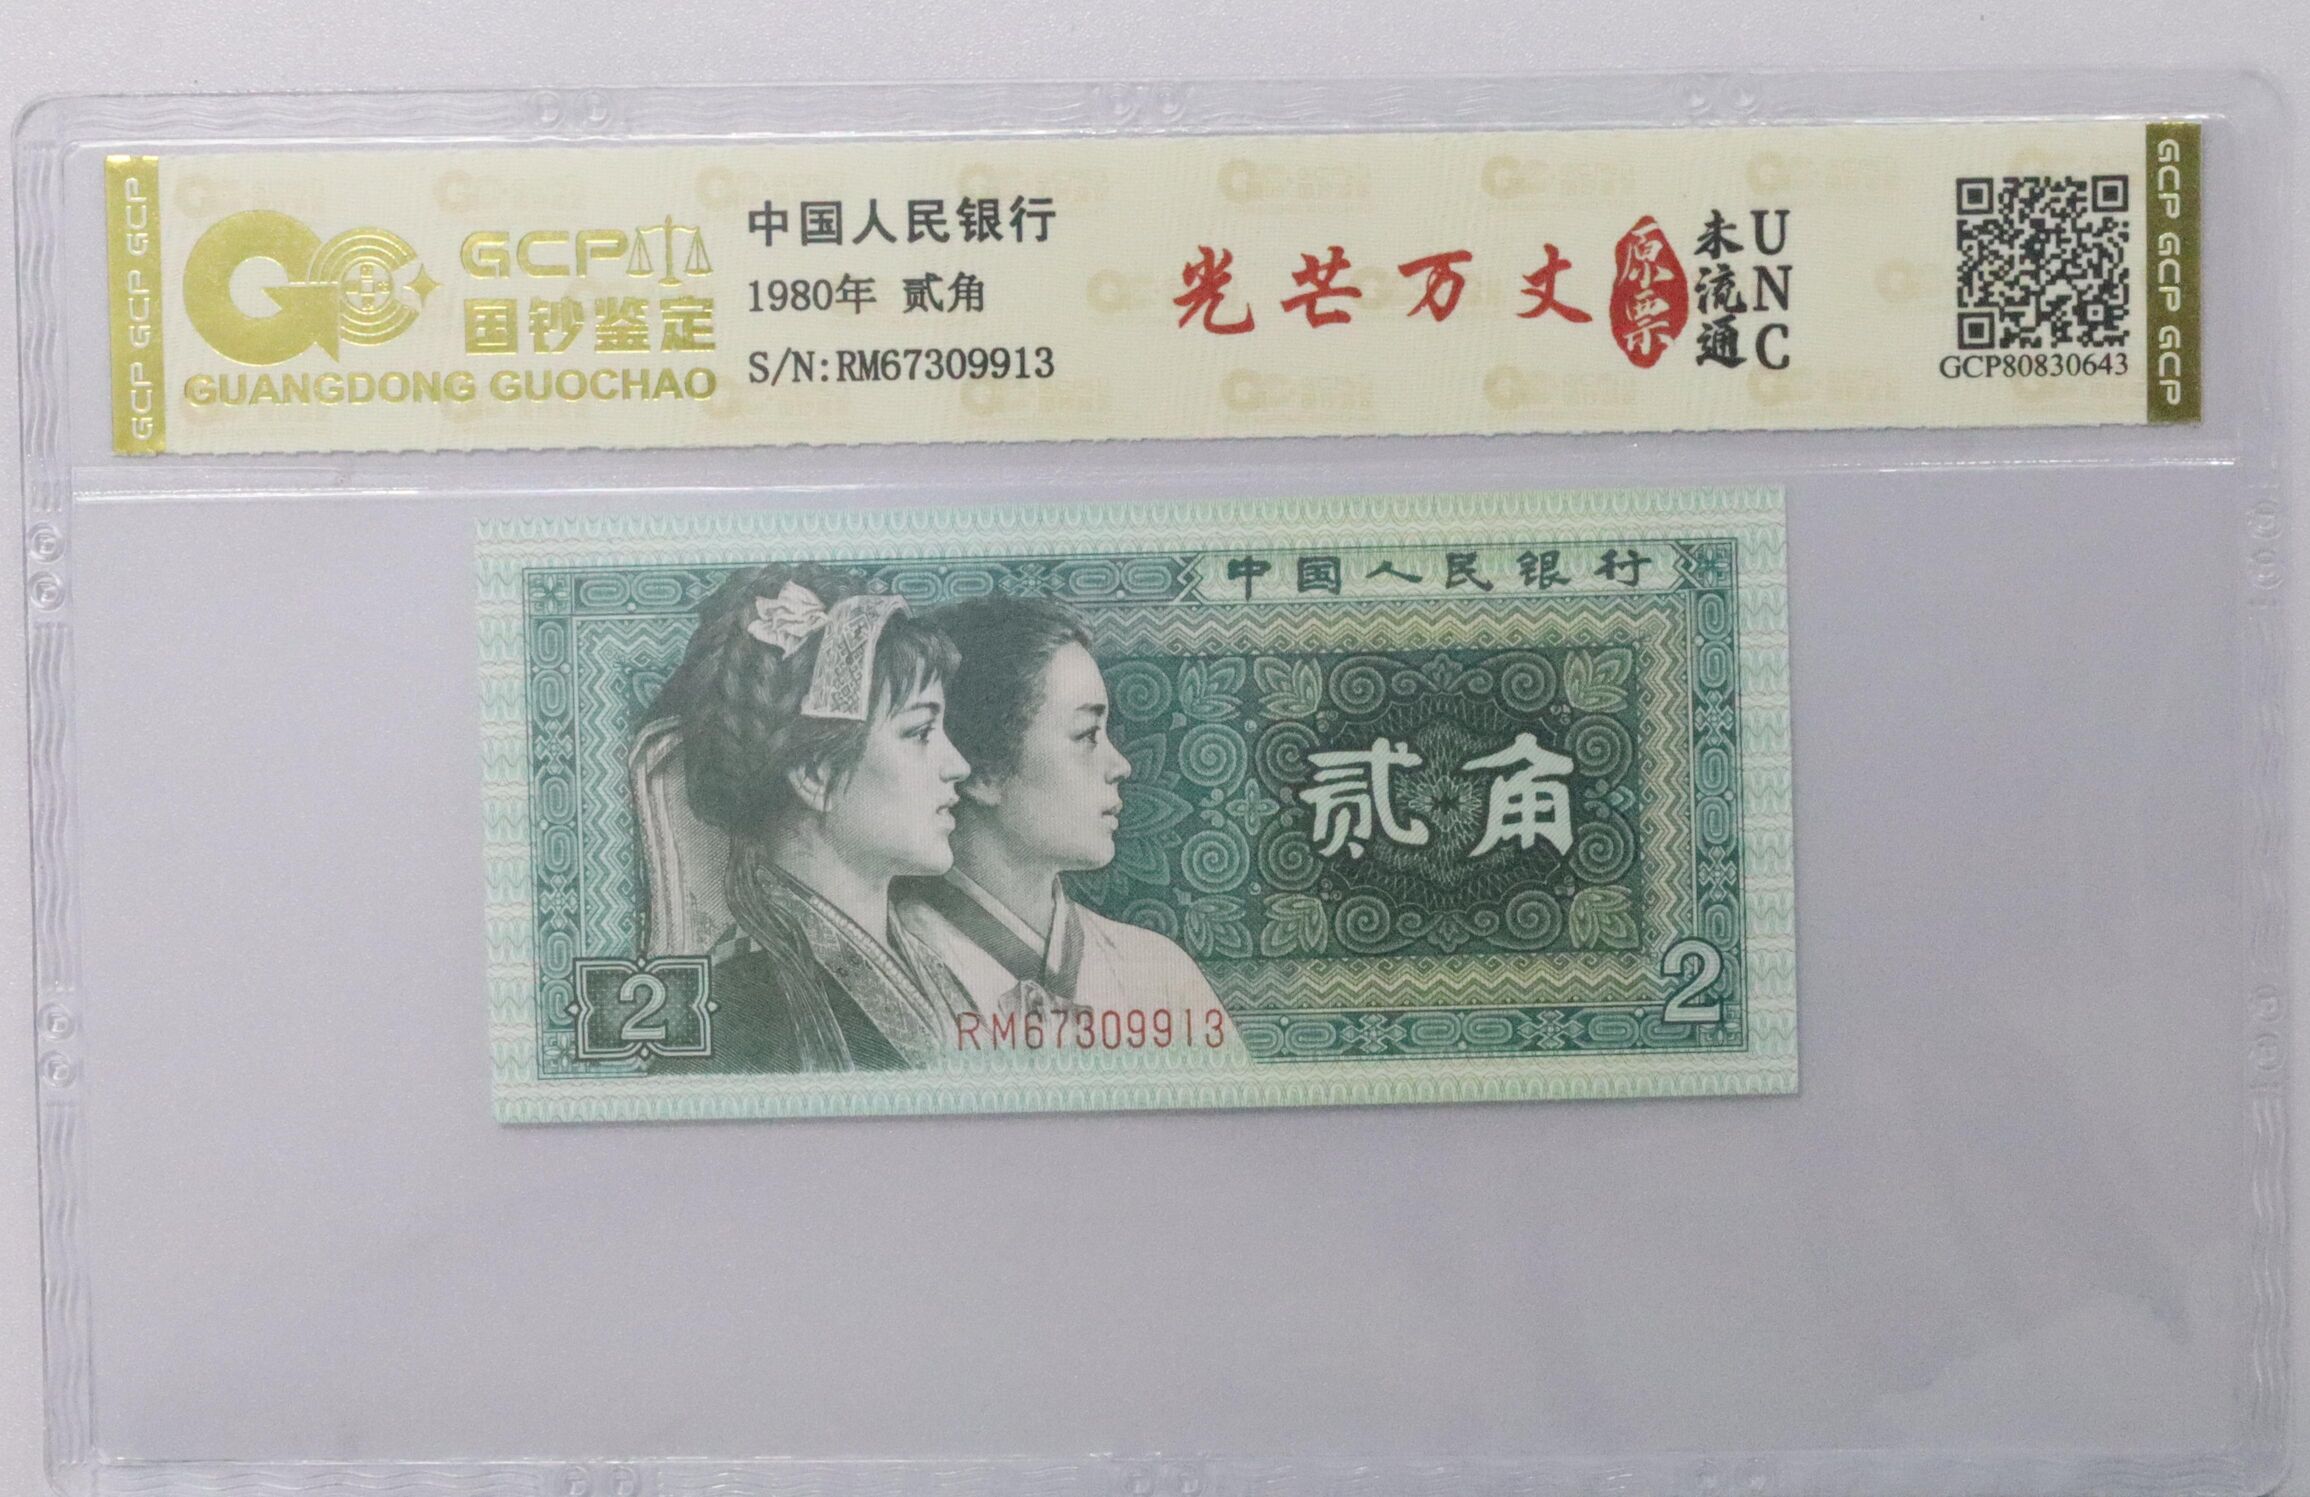 GCP GCP GCP
GCP
国钞鉴定
GUANGDONG GUOCHAO
中国人民银行
1980年 贰角
S/N:RM67309913
光芒万丈
原票
未流通
UNC
GCP80830643
GCP GCP GCP
中国人民银行
贰角
2
2
RM67309913